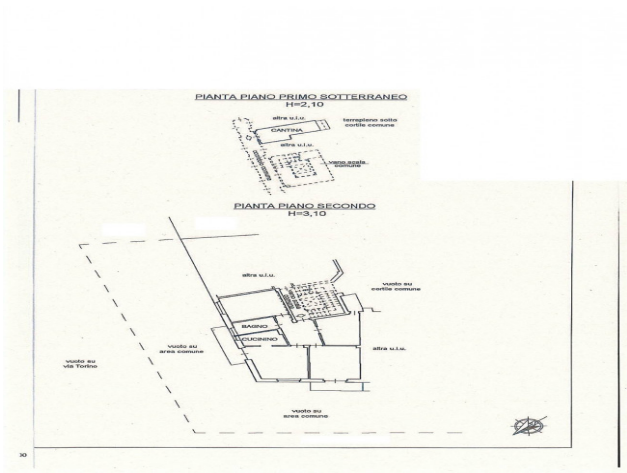 PIANTA PIANO PRIMO SOTTERRANEO
H=2,10
altra u.i.u.
terrapieno sotto
cortile comune
CANTINA
altra u.i.u.
vano scala
comune
PIANTA PIANO SECONDO
H=3,10
altra u.i.u.
vuoto su
cortile comune
BAGNO
CUCININO
vuoto su
area comune
altra u.i.u.
vuoto su
via Torino
vuoto su
area comune